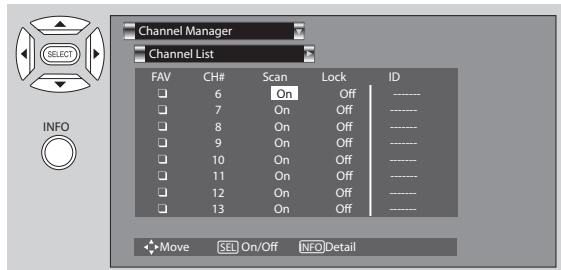 SELECT
INFO
Channel Manager
Channel List
FAV CH# Scan Lock ID
❏ 6 On Off -------
❏ 7 On Off -------
❏ 8 On Off -------
❏ 9 On Off -------
❏ 10 On Off -------
❏ 11 On Off -------
❏ 12 On Off -------
❏ 13 On Off -------
Move SEL On/Off INFO Detail